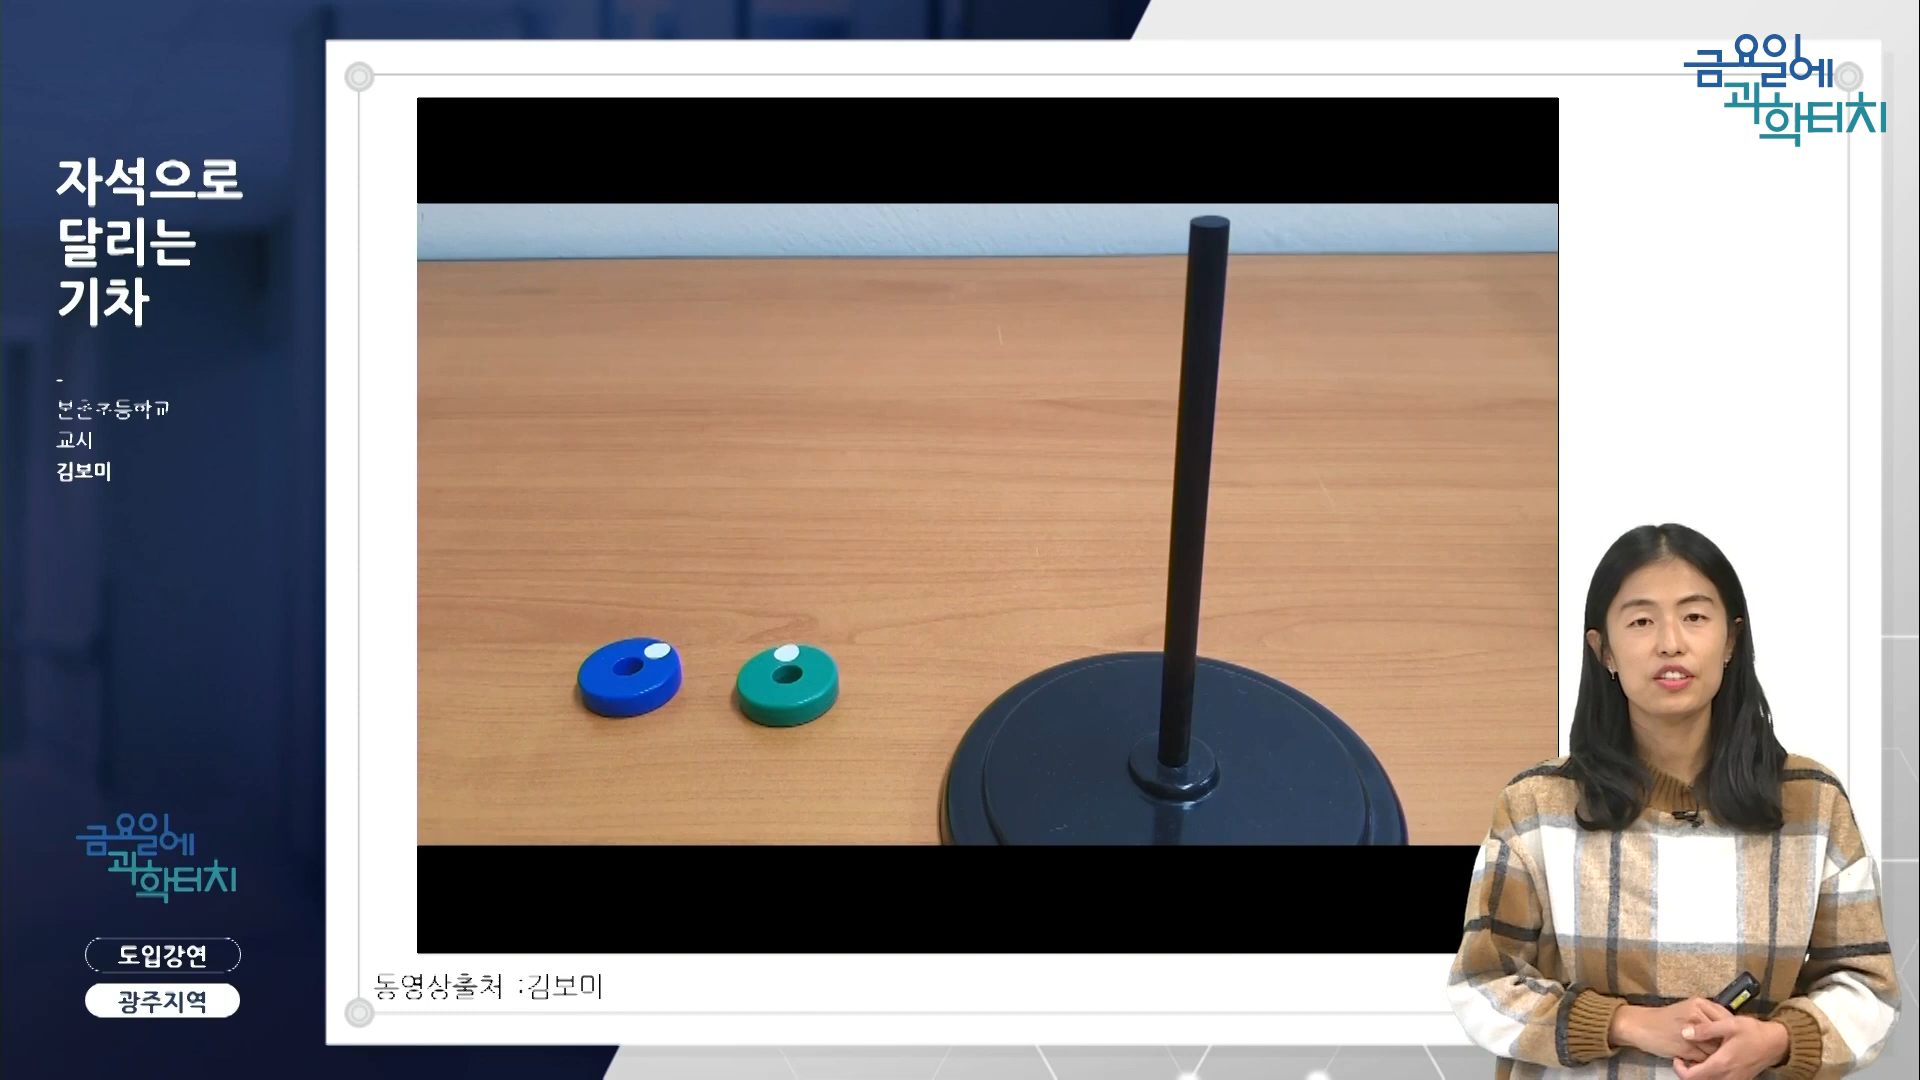 자석으로
달리는
기차
-
본촌초등학교
교사
김보미
금요일에
과학터치
도입강연
광주지역
금요일에
과학터치
동영상출처 :김보미